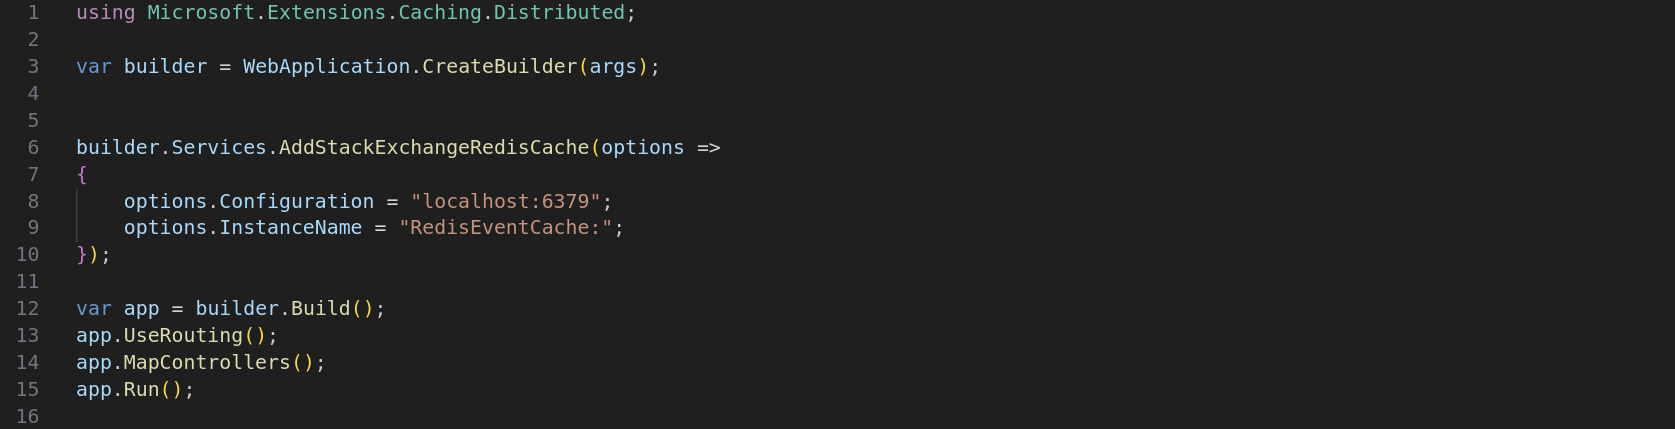 1 using Microsoft.Extensions.Caching.Distributed;
2
3 var builder = WebApplication.CreateBuilder(args);
4
5
6 builder.Services.AddStackExchangeRedisCache(options =>
7 {
8     options.Configuration = "localhost:6379";
9     options.InstanceName = "RedisEventCache:";
10 });
11
12 var app = builder.Build();
13 app.UseRouting();
14 app.MapControllers();
15 app.Run();
16